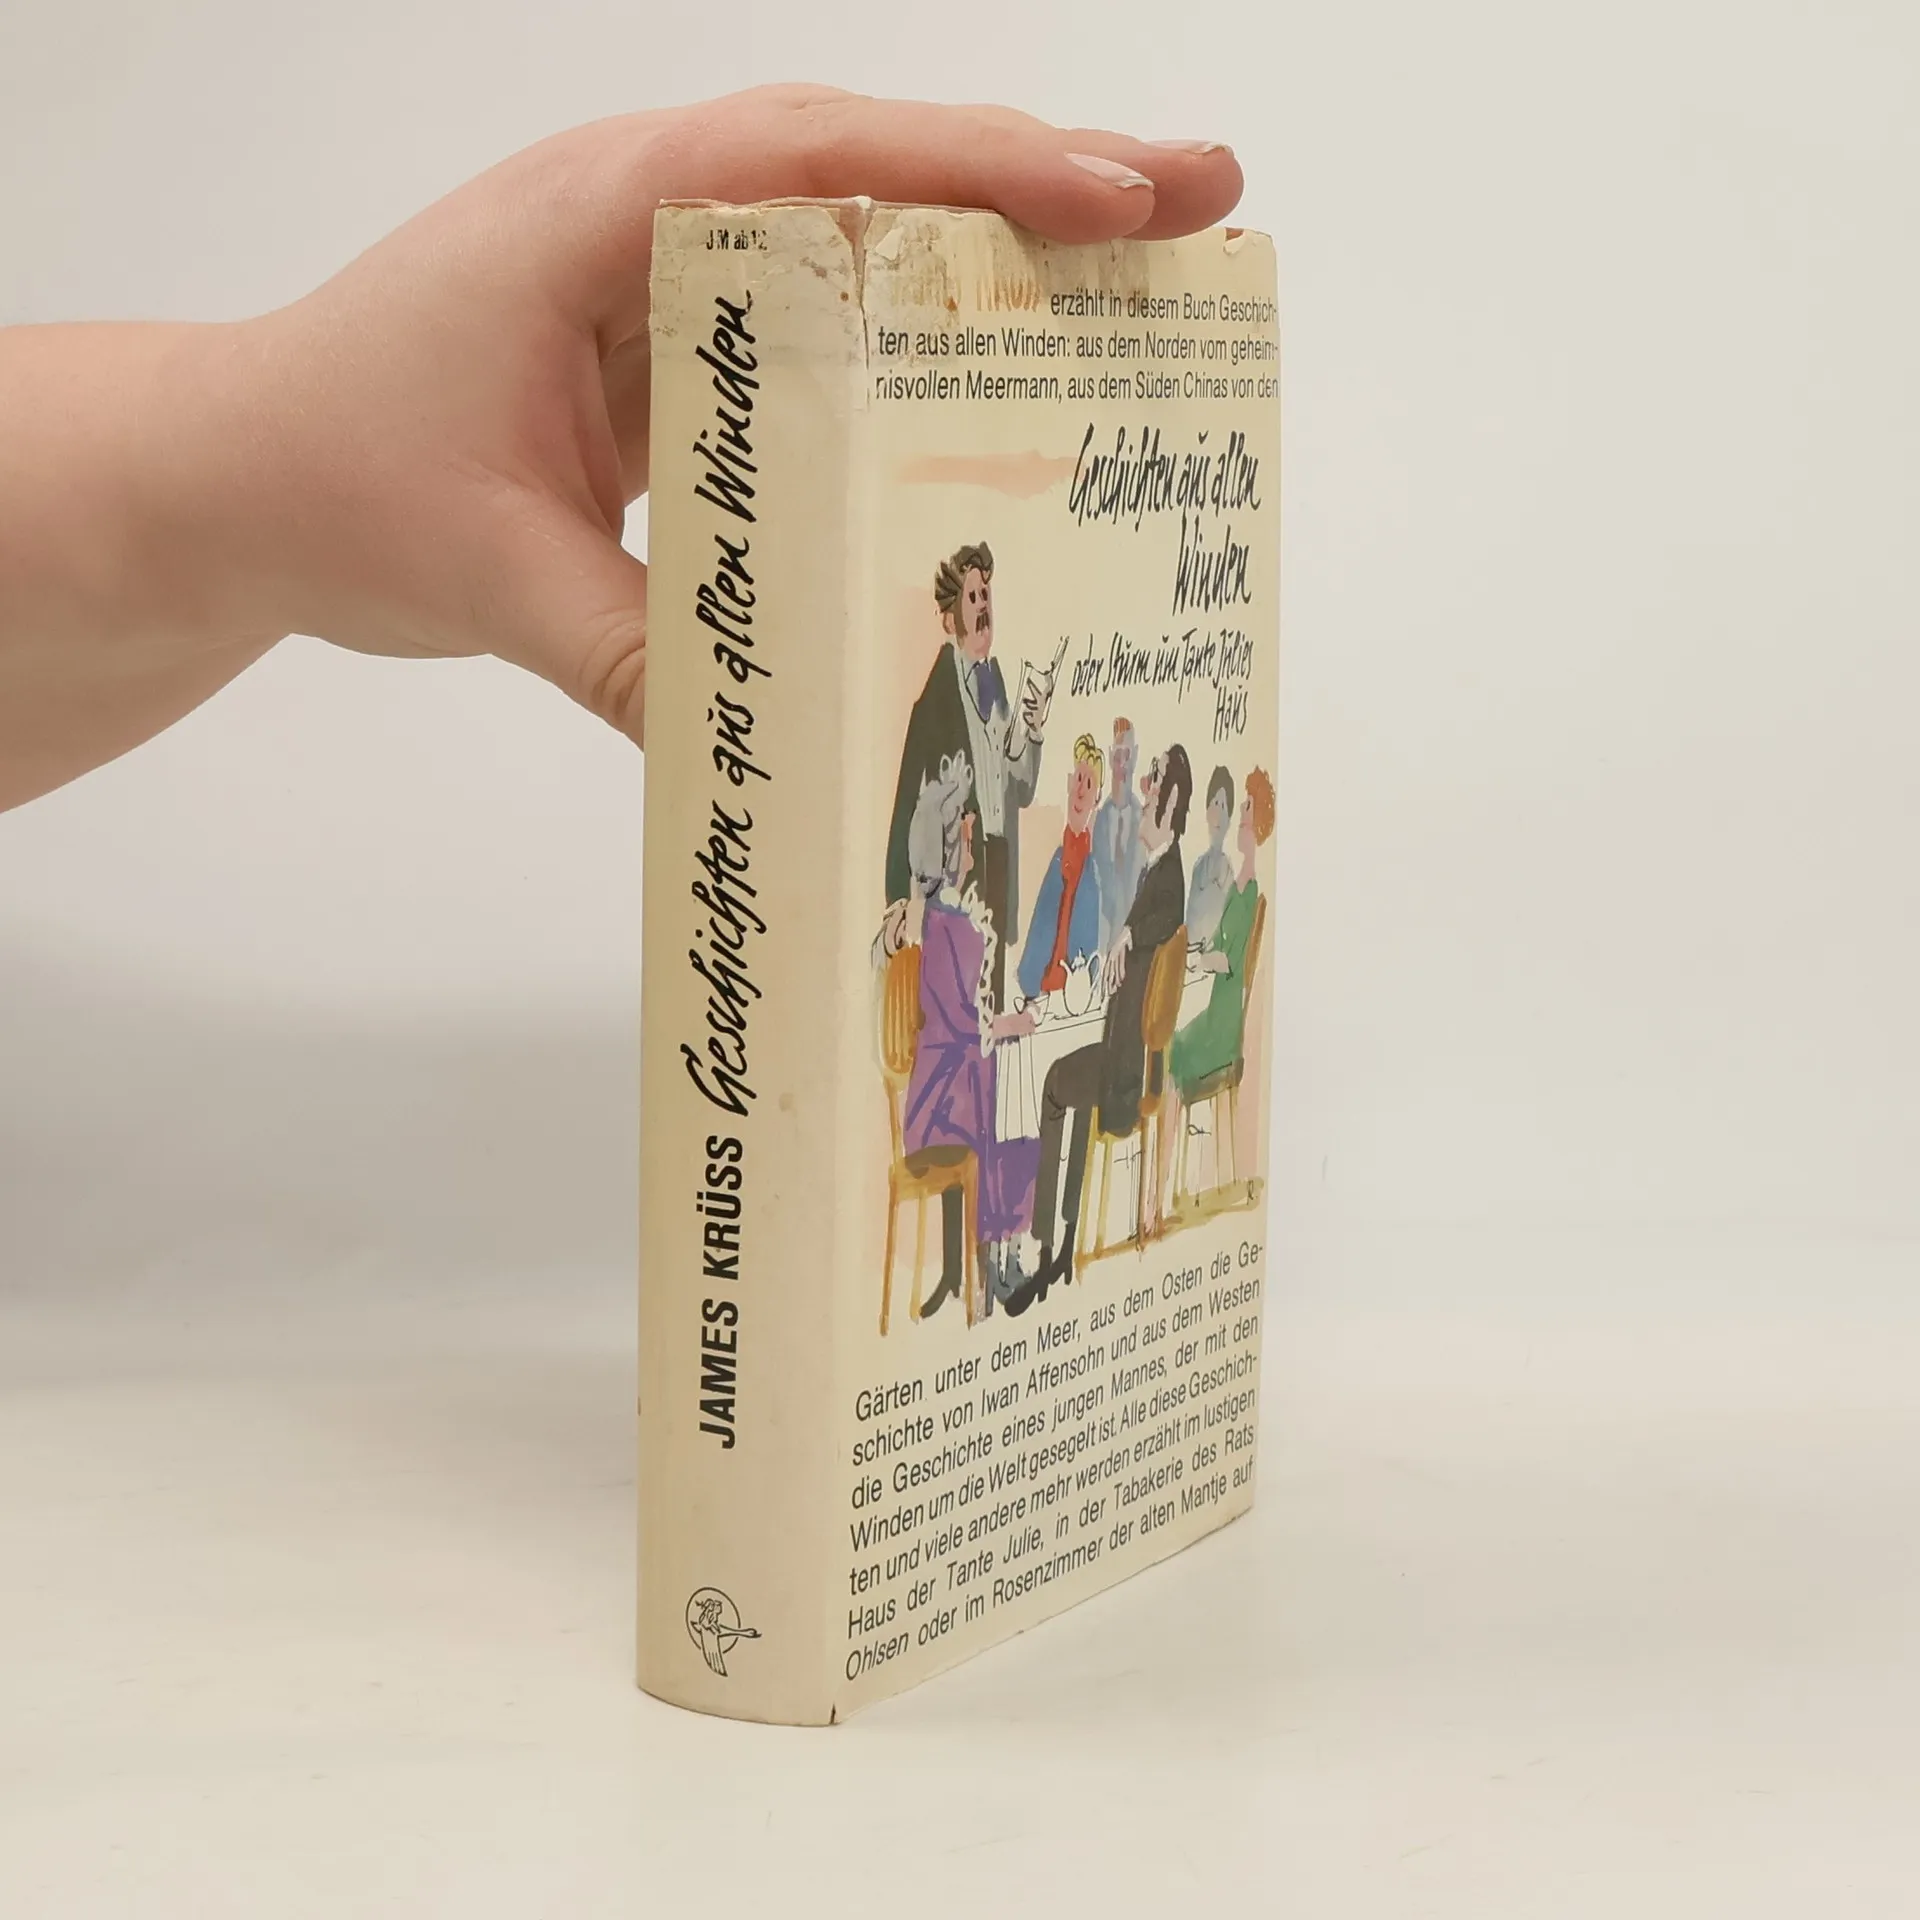 J M ab 12
JAMES KRÜSS Geschichten aus allen Winden
erzählt in diesem Buch Geschich-
ten aus allen Winden: aus dem Norden vom geheim-
nisvollen Meermann, aus dem Süden Chinas von den
Geschichten aus allen
Winden
oder Sturm um Tante Julies
Haus
Gärten unter dem Meer, aus dem Osten die Ge-
schichte von Iwan Affensohn und aus dem Westen
die Geschichte eines jungen Mannes, der mit den
Winden um die Welt gesegelt ist. Alle diese Geschich-
ten und viele andere mehr werden erzählt im lustigen
Haus der Tante Julie, in der Tabakerie des Rats
Ohlsen oder im Rosenzimmer der alten Mantje auf